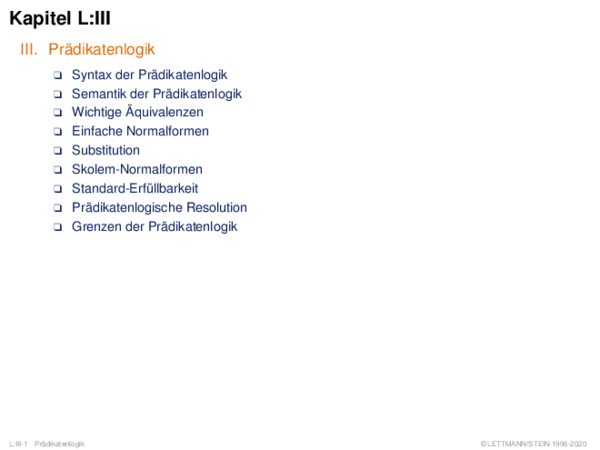 Kapitel L:III
III. Prädikatenlogik
❑ Syntax der Prädikatenlogik
❑ Semantik der Prädikatenlogik
❑ Wichtige Äquivalenzen
❑ Einfache Normalformen
❑ Substitution
❑ Skolem-Normalformen
❑ Standard-Erfüllbarkeit
❑ Prädikatenlogische Resolution
❑ Grenzen der Prädikatenlogik
L:III-1 Prädikatenlogik
©LETTMANN/STEIN 1996-2020